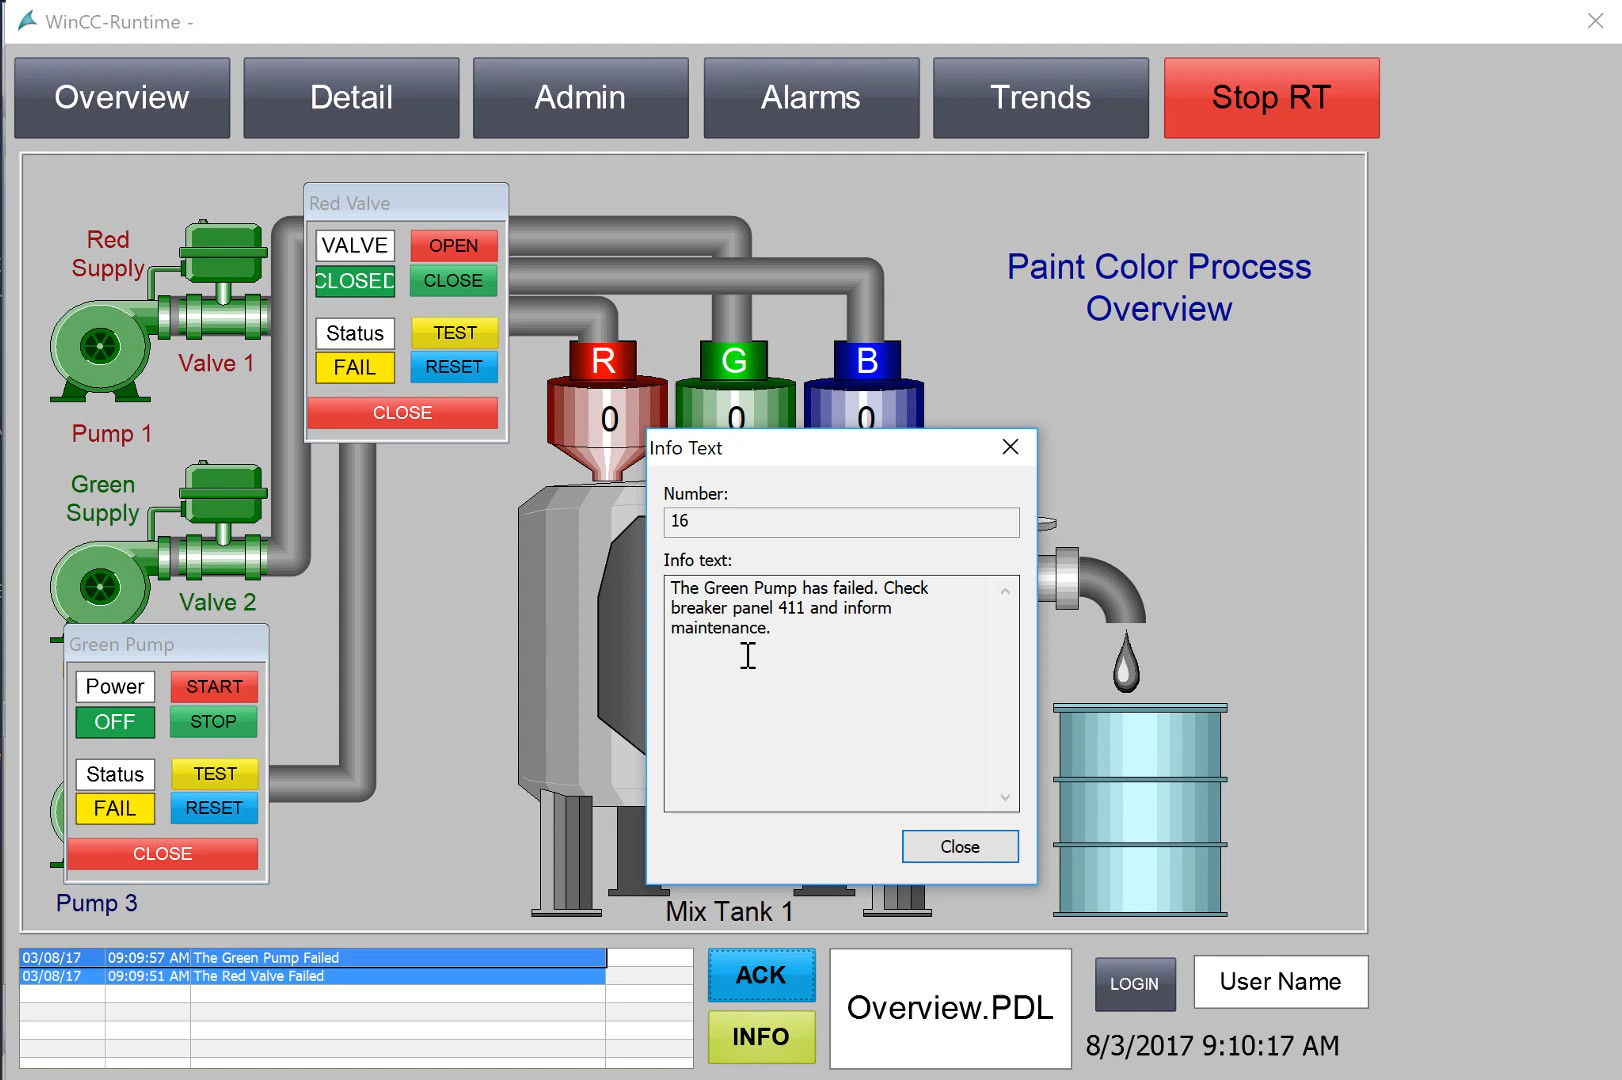 WinCC-Runtime -
Overview
Detail
Admin
Alarms
Trends
Stop RT
Red Valve
VALVE
OPEN
CLOSED
CLOSE
Status
TEST
FAIL
RESET
CLOSE
Red
Supply
Valve 1
Pump 1
Green
Supply
Valve 2
Green Pump
Power
START
OFF
STOP
Status
TEST
FAIL
RESET
CLOSE
Pump 3
Paint Color Process
Overview
R
G
B
0
0
0
Info Text
Number:
16
Info text:
The Green Pump has failed. Check
breaker panel 411 and inform
maintenance.
Close
Mix Tank 1
03/08/17 09:09:57 AM The Green Pump Failed
03/08/17 09:09:51 AM The Red Valve Failed
ACK
INFO
Overview.PDL
LOGIN
User Name
8/3/2017 9:10:17 AM